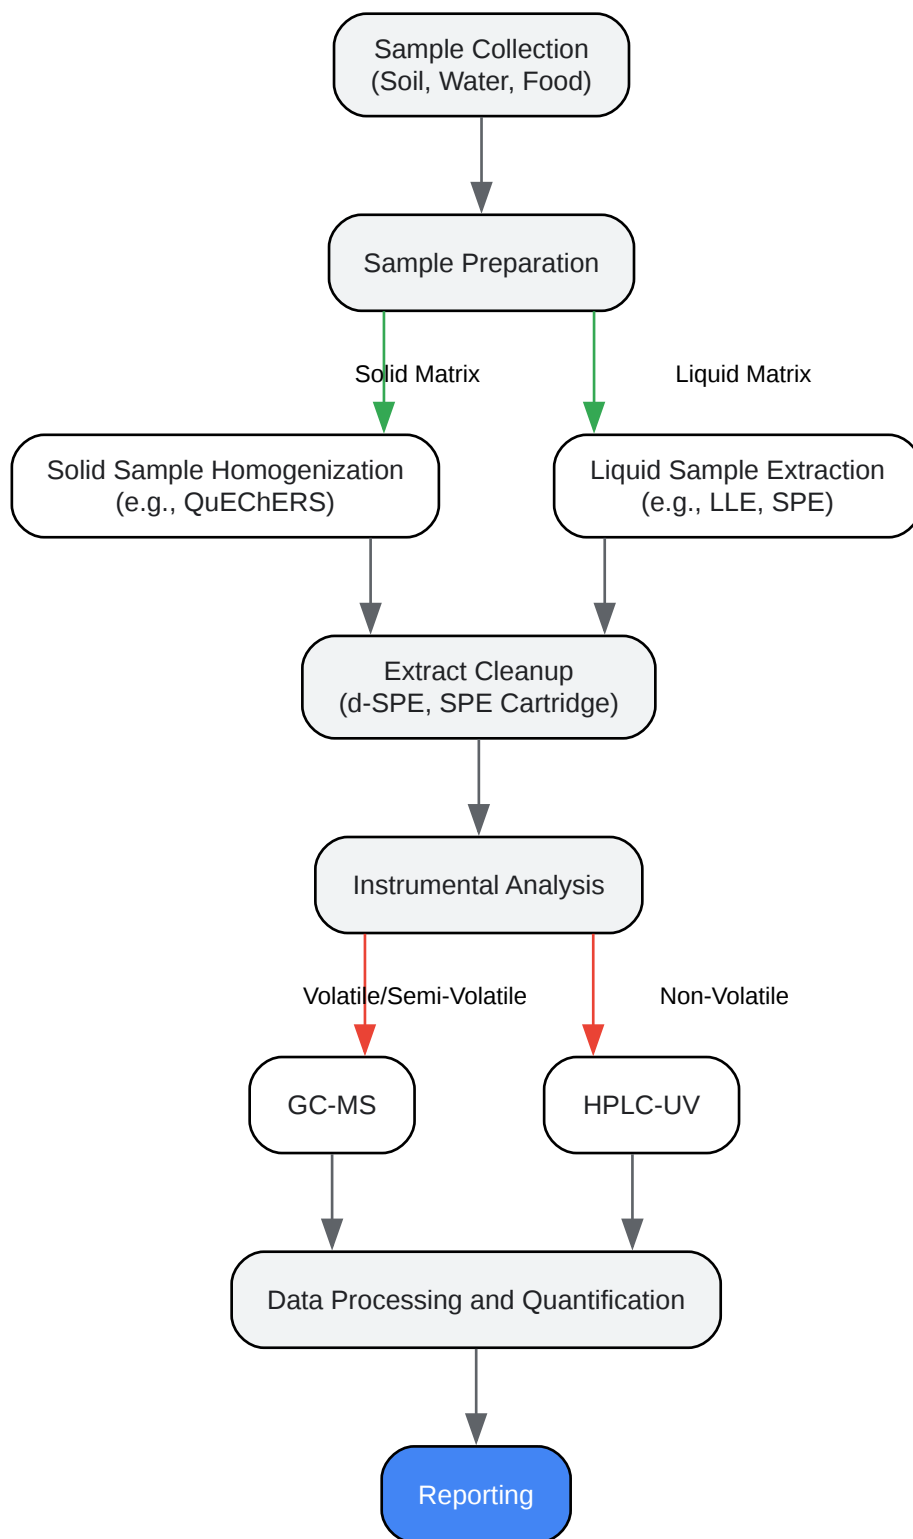 Sample Collection
(Soil, Water, Food)
Sample Preparation
Solid Matrix
Liquid Matrix
Solid Sample Homogenization
(e.g., QuEChERS)
Liquid Sample Extraction
(e.g., LLE, SPE)
Extract Cleanup
(d-SPE, SPE Cartridge)
Instrumental Analysis
Volatile/Semi-Volatile
Non-Volatile
GC-MS
HPLC-UV
Data Processing and Quantification
Reporting